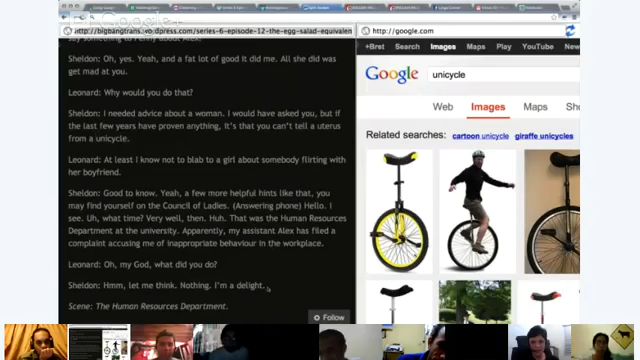 http://bigbangtrans.wordpress.com/series-6-episode-12-the-egg-salad-equivalen
say something to Penny about Alex?
Sheldon: Oh, yes. Yeah, and a fat lot of good it did me. All she did was
get mad at you.
Leonard: Why would you do that?
Sheldon: I needed advice about a woman. I would have asked you, but if
the last few years have proven anything, it's that you can't tell a uterus
from a unicycle.
Leonard: At least I know not to blab to a girl about somebody flirting with
her boyfriend.
Sheldon: Good to know. Yeah, a few more helpful hints like that, you
may find yourself on the Council of Ladies. (Answering phone) Hello. I
see. Uh, what time? Very well, then. Huh. That was the Human Resources
Department at the university. Apparently, my assistant Alex has filed a
complaint accusing me of inappropriate behaviour in the workplace.
Leonard: Oh, my God, what did you do?
Sheldon: Hmm, let me think. Nothing. I'm a delight.
Scene: The Human Resources Department.
Follow
http://google.com
+Bret Search Images Maps Play YouTube New
Google
unicycle
Web Images Maps Sho
Related searches: cartoon unicycle giraffe unicycles